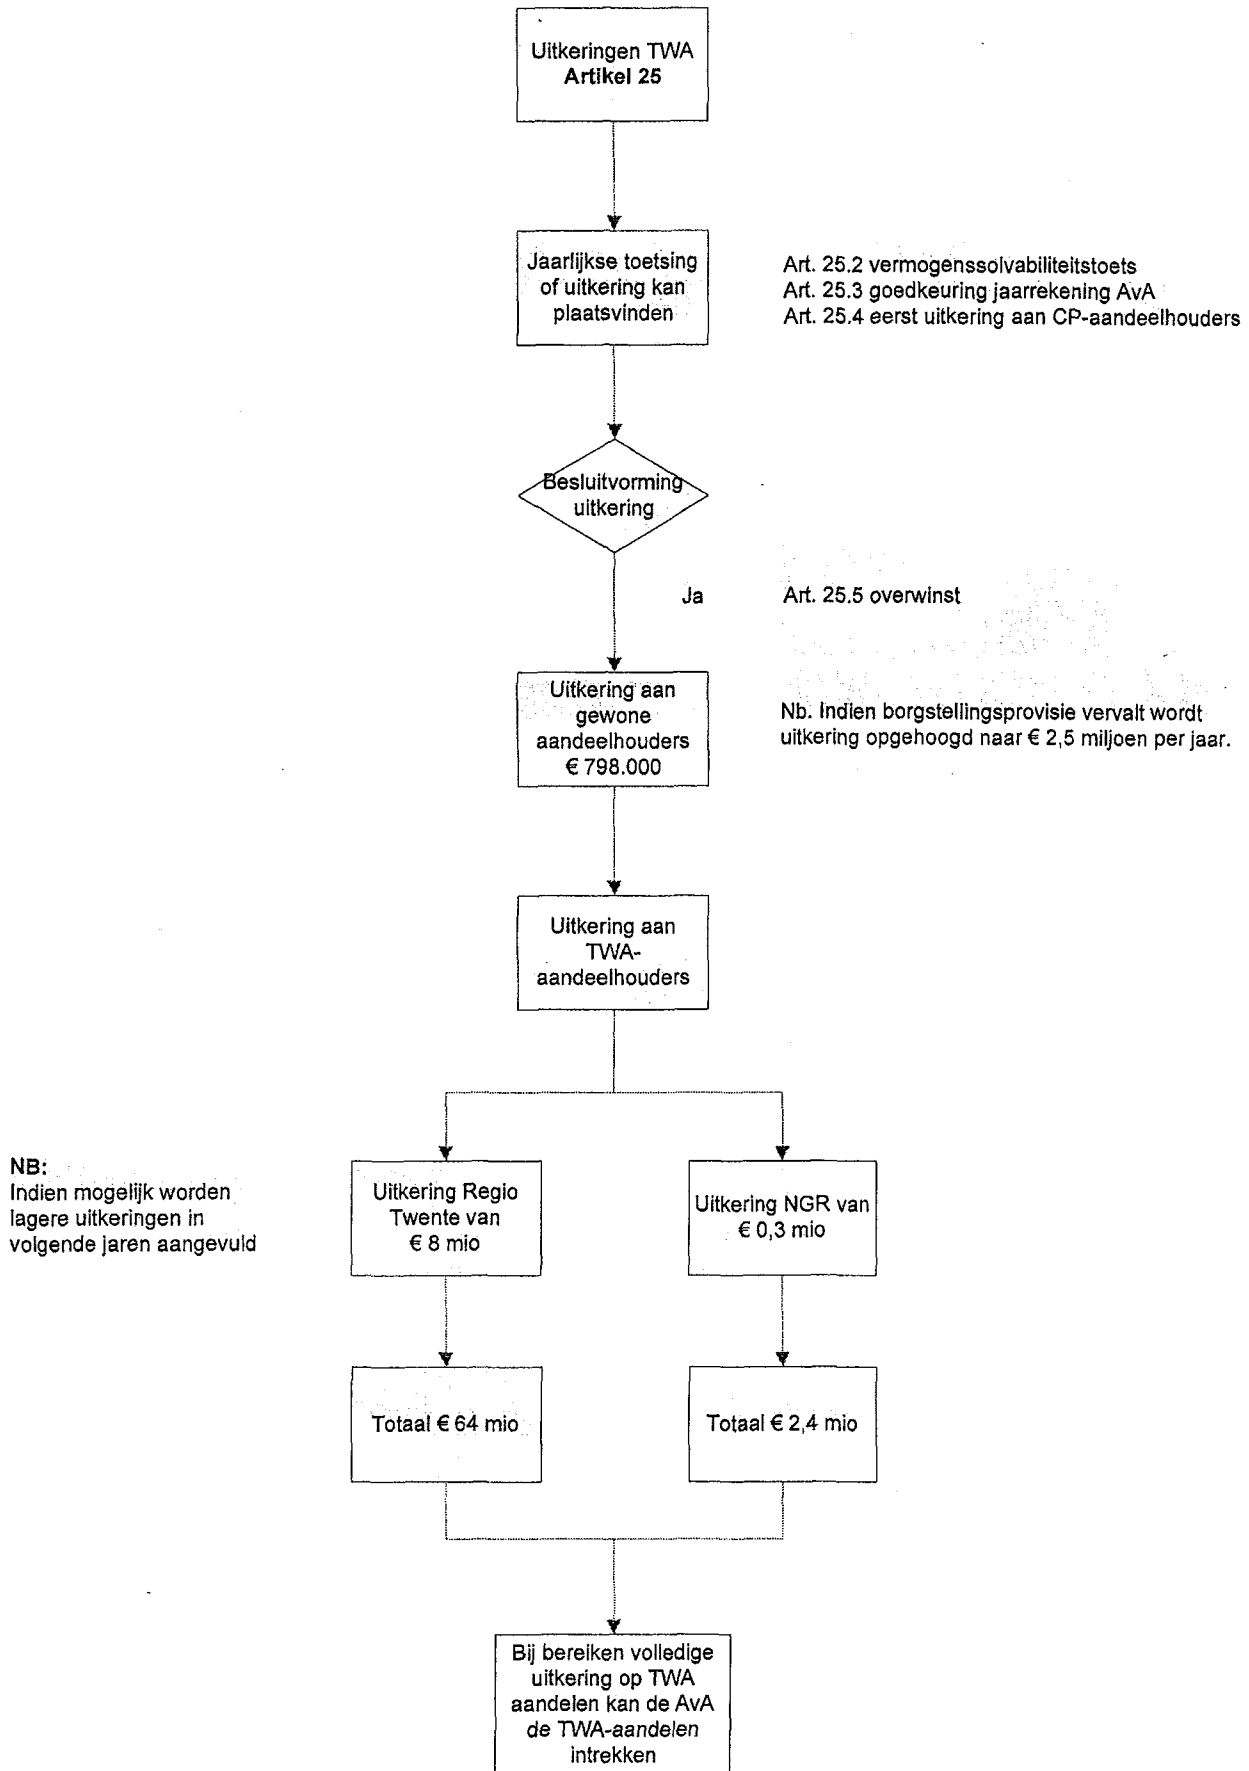 Uitkeringen TWA
Artikel 25
Jaarlijkse toetsing
of uitkering kan
plaatsvinden
Art. 25.2 vermogenssolvabiliteitstoets
Art. 25.3 goedkeuring jaarrekening AvA
Art. 25.4 eerst uitkering aan CP-aandeelhouders
Besluitvorming
uitkering
Ja
Art. 25.5 overwinst
Uitkering aan
gewone
aandeelhouders
€ 798.000
Nb. Indien borgstellingsprovisie vervalt wordt
uitkering opgehoogd naar € 2,5 miljoen per jaar.
Uitkering aan
TWA-
aandeelhouders
NB:
Indien mogelijk worden
lagere uitkeringen in
volgende jaren aangevuld
Uitkering Regio
Twente van
€ 8 mio
Uitkering NGR van
€ 0,3 mio
Totaal € 64 mio
Totaal € 2,4 mio
Bij bereiken volledige
uitkering op TWA
aandelen kan de AvA
de TWA-aandelen
intrekken